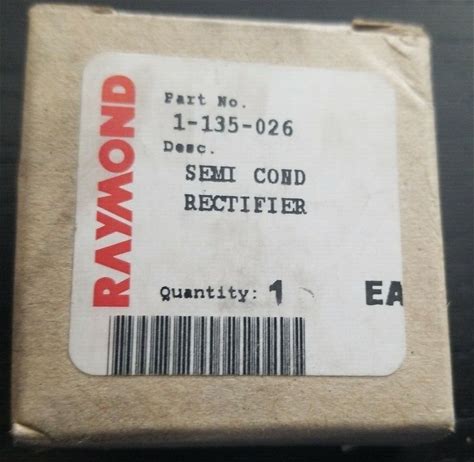 RAYMOND
Part No.
1-135-026
Desc.
SEMI COND
RECTIFIER
Quantity: 1 EA